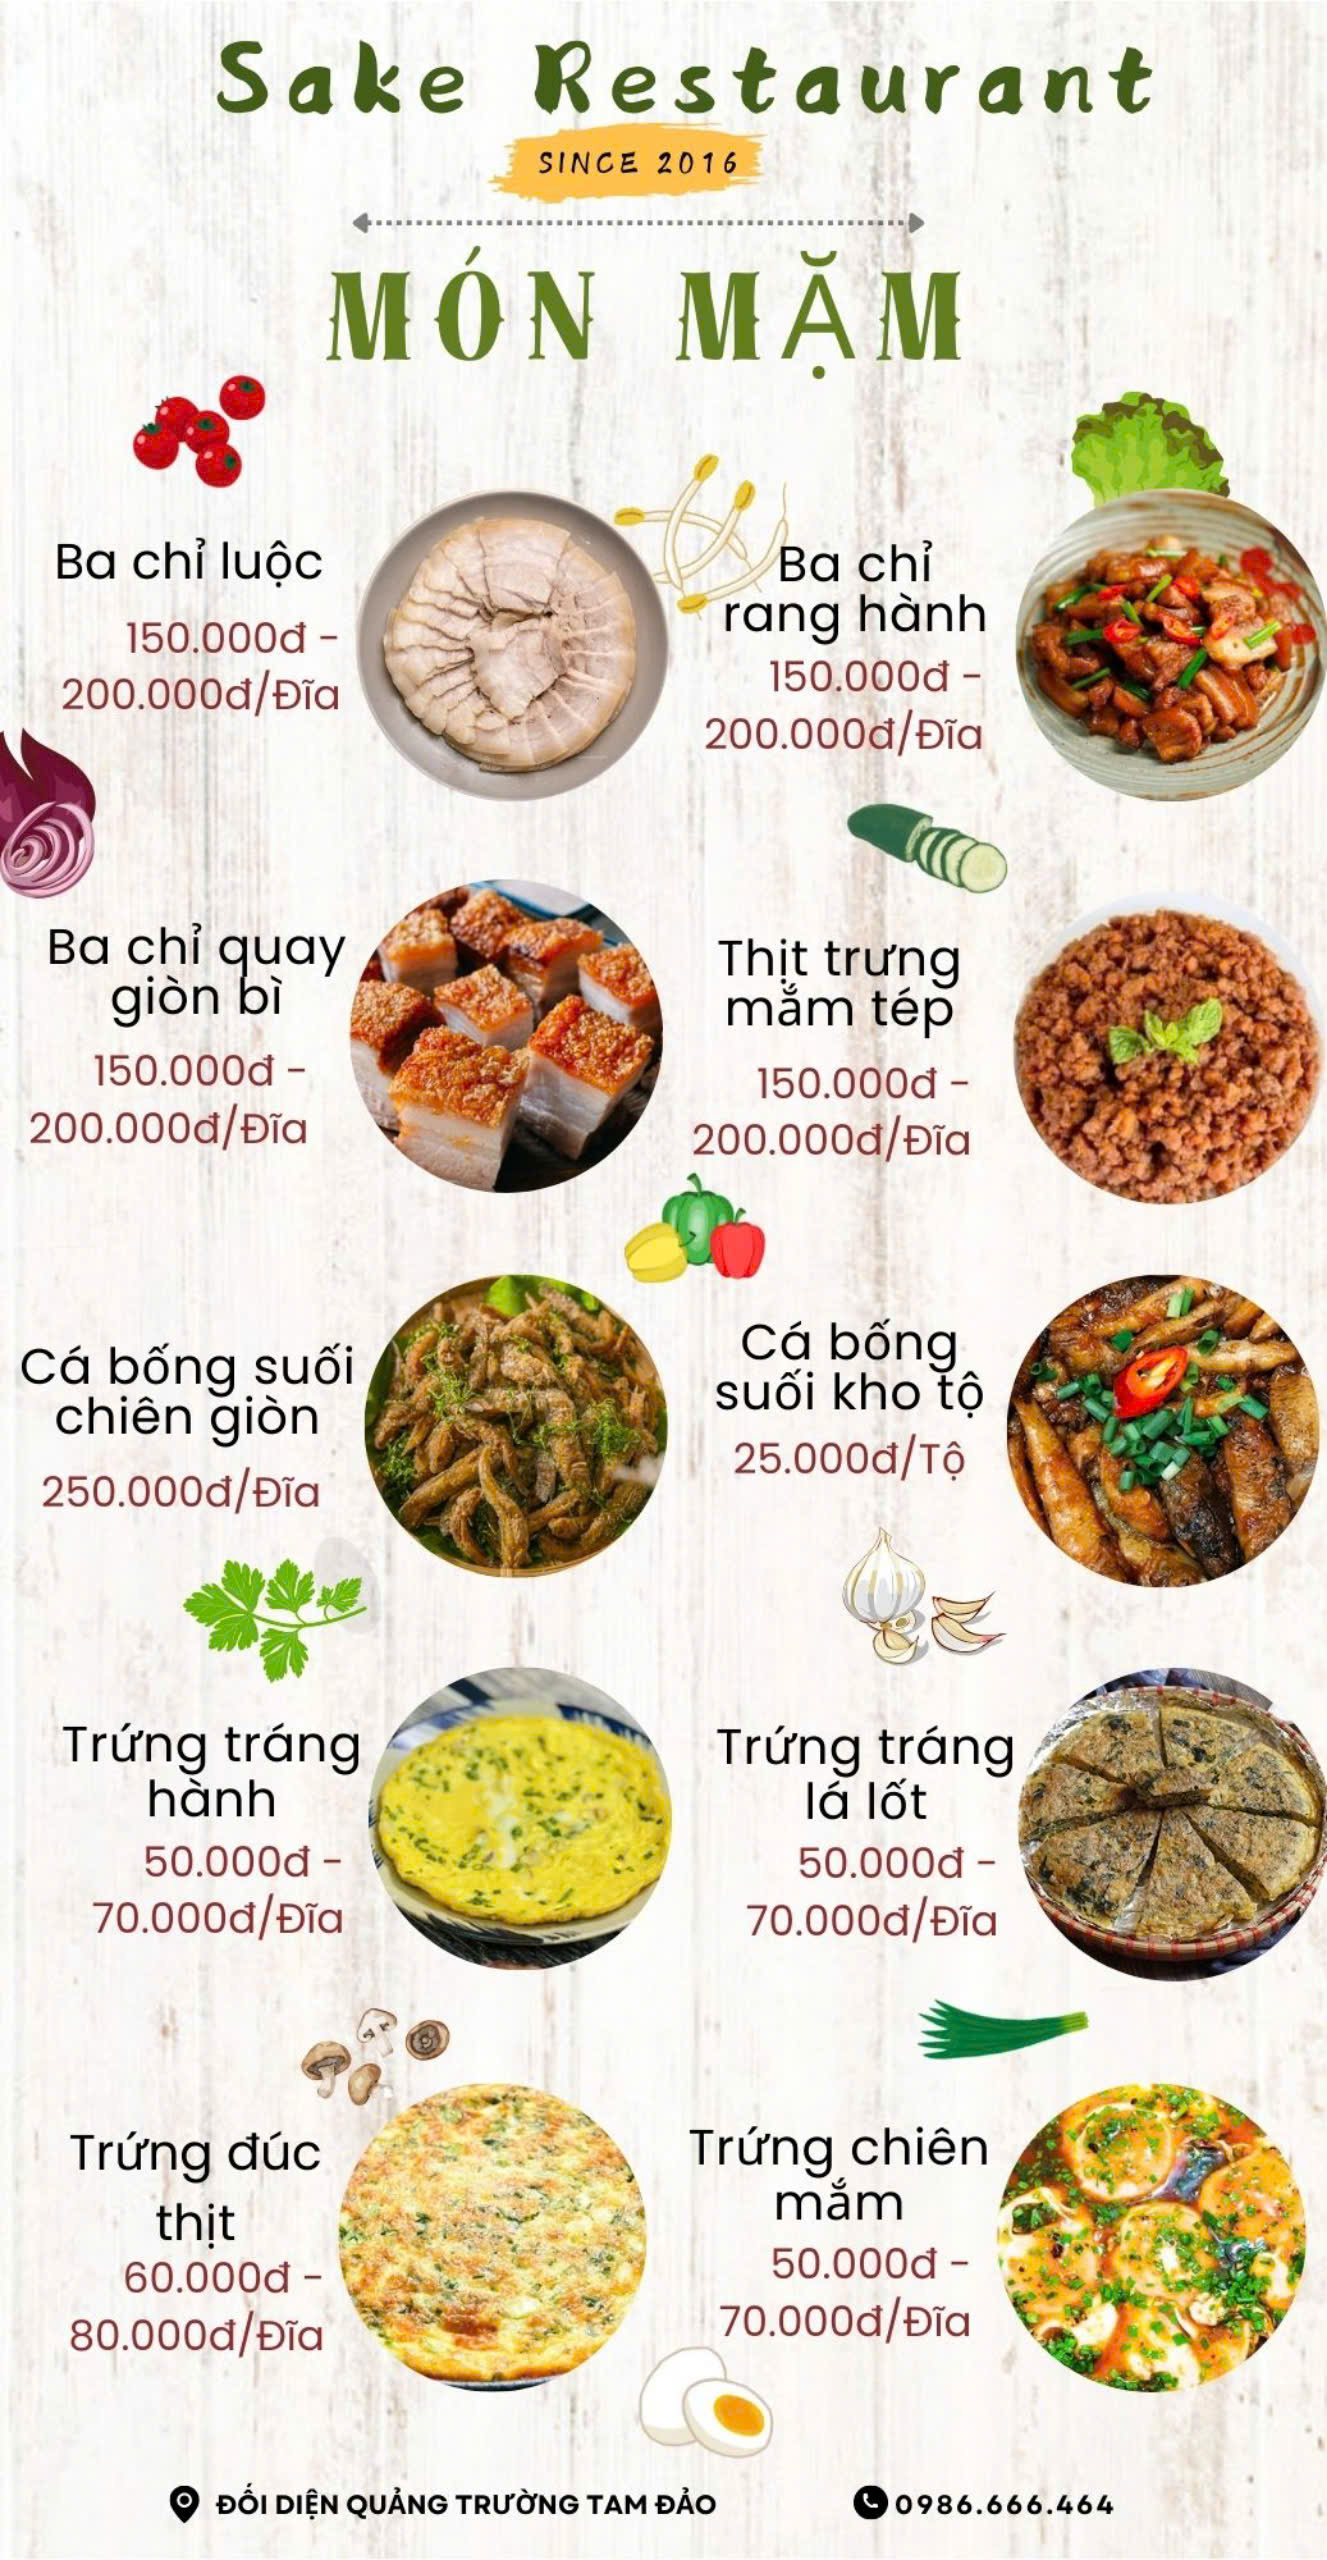 Sake Restaurant
SINCE 2016
MÓN MẶM
Ba chỉ luộc
150.000đ -
200.000đ/Đĩa
Ba chỉ
rang hành
150.000đ -
200.000đ/Đĩa
Ba chỉ quay
giòn bì
150.000đ -
200.000đ/Đĩa
Thịt trưng
mắm tép
150.000đ -
200.000đ/Đĩa
Cá bống suối
chiên giòn
250.000đ/Đĩa
Cá bống
suối kho tộ
25.000đ/Tộ
Trứng tráng
hành
50.000đ -
70.000đ/Đĩa
Trứng tráng
lá lốt
50.000đ -
70.000đ/Đĩa
Trứng đúc
thịt
60.000đ -
80.000đ/Đĩa
Trứng chiên
mắm
50.000đ -
70.000đ/Đĩa
ĐỐI DIỆN QUẢNG TRƯỜNG TAM ĐẢO
0986.666.464